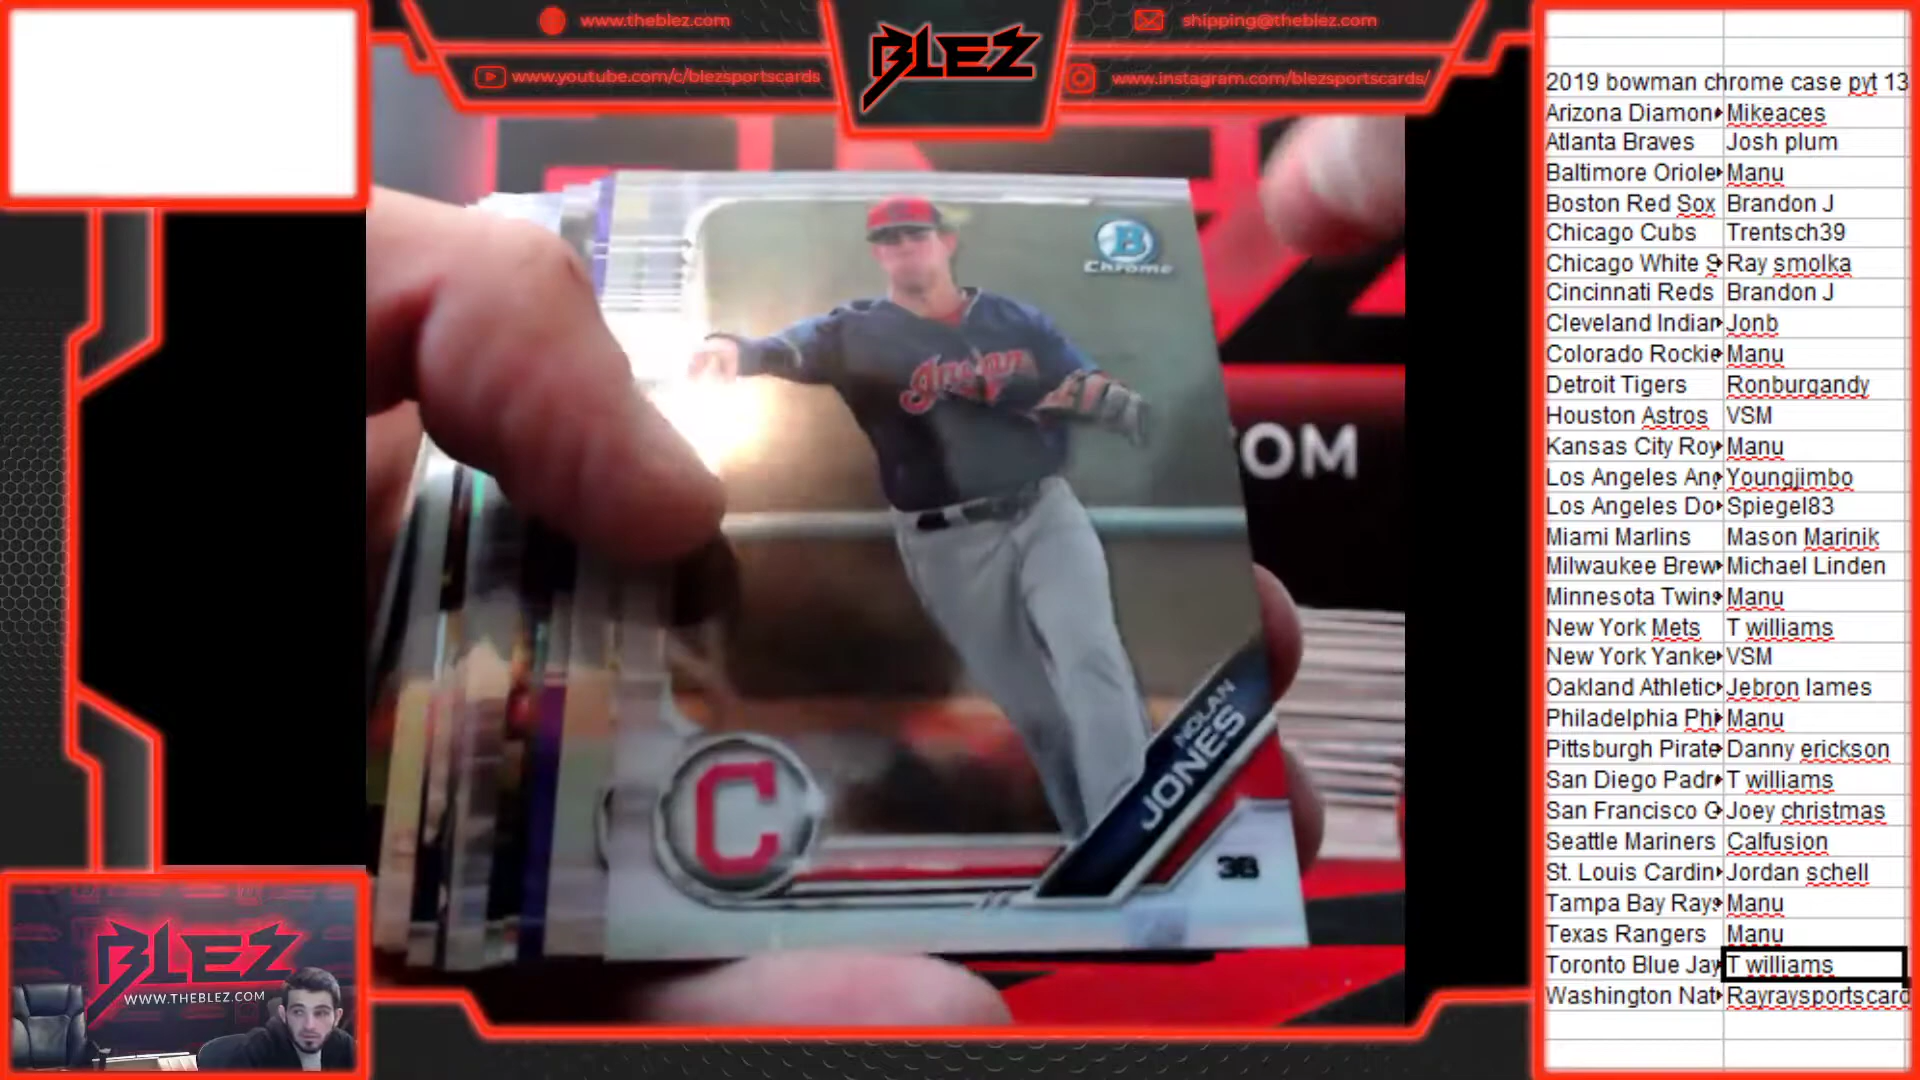 www.theblez.com
www.youtube.com/c/blezsportscards
BLEZ
shipping@theblez.com
www.instagram.com/blezsportscards/
B
Chrome
Indians
.COM
NOLAN
JONES
C
3B
BLEZ
WWW.THEBLEZ.COM
2019 bowman chrome case pyt 13
Arizona Diamon Mikeaces
Atlanta Braves Josh plum
Baltimore Oriole Manu
Boston Red Sox Brandon J
Chicago Cubs Trentsch39
Chicago White S Ray smolka
Cincinnati Reds Brandon J
Cleveland Indian Jonb
Colorado Rockie Manu
Detroit Tigers Ronburgandy
Houston Astros VSM
Kansas City Roy Manu
Los Angeles Ang Youngjimbo
Los Angeles Do Spiegel83
Miami Marlins Mason Marinik
Milwaukee Brew Michael Linden
Minnesota Twins Manu
New York Mets T williams
New York Yanke VSM
Oakland Athletic Jebron lames
Philadelphia Phi Manu
Pittsburgh Pirate Danny erickson
San Diego Padr T williams
San Francisco G Joey christmas
Seattle Mariners Calfusion
St. Louis Cardin Jordan schell
Tampa Bay Rays Manu
Texas Rangers Manu
Toronto Blue Jay T williams
Washington Nat Rayraysportscard